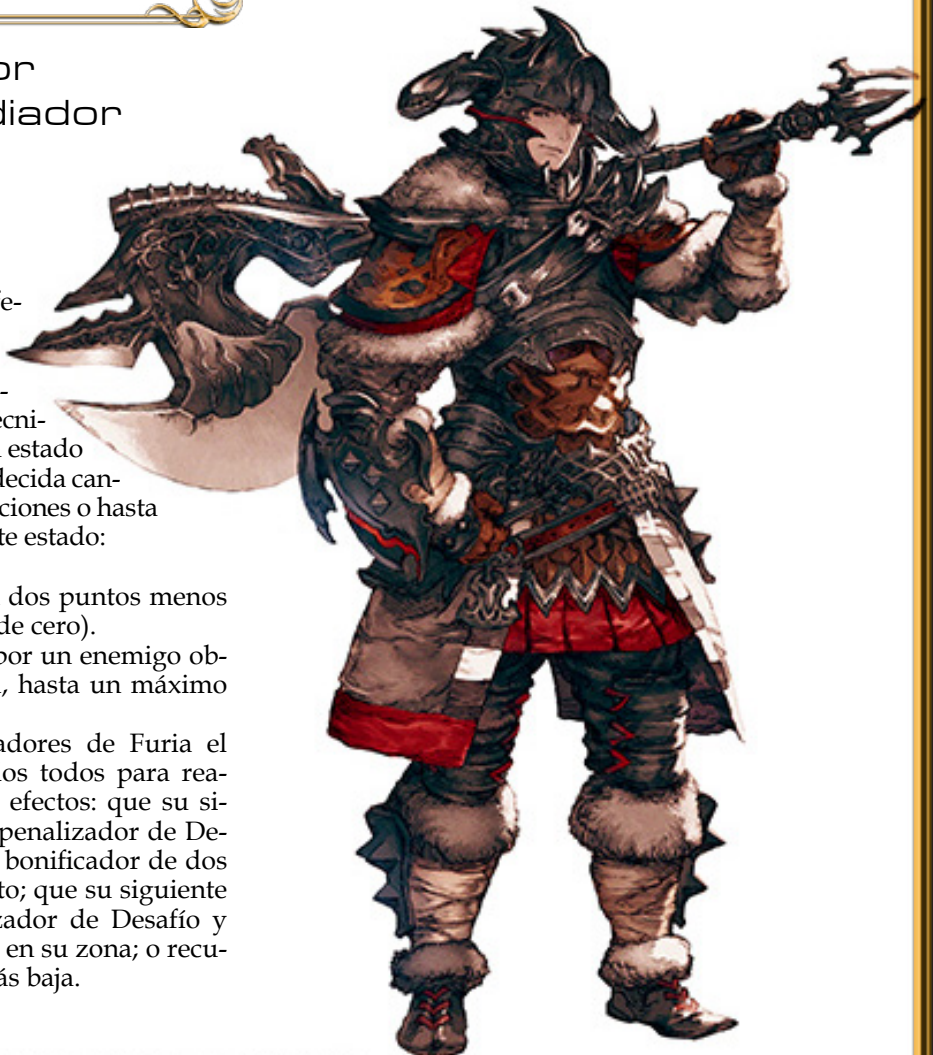 or
diador
fe-
-
ecni-
estado
decida can-
ciones o hasta
te estado:
dos puntos menos
de cero).
por un enemigo ob-
, hasta un máximo
adores de Furia el
los todos para rea-
efectos: que su si-
penalizador de De-
bonificador de dos
to; que su siguiente
zador de Desafío y
en su zona; o recu-
ás baja.